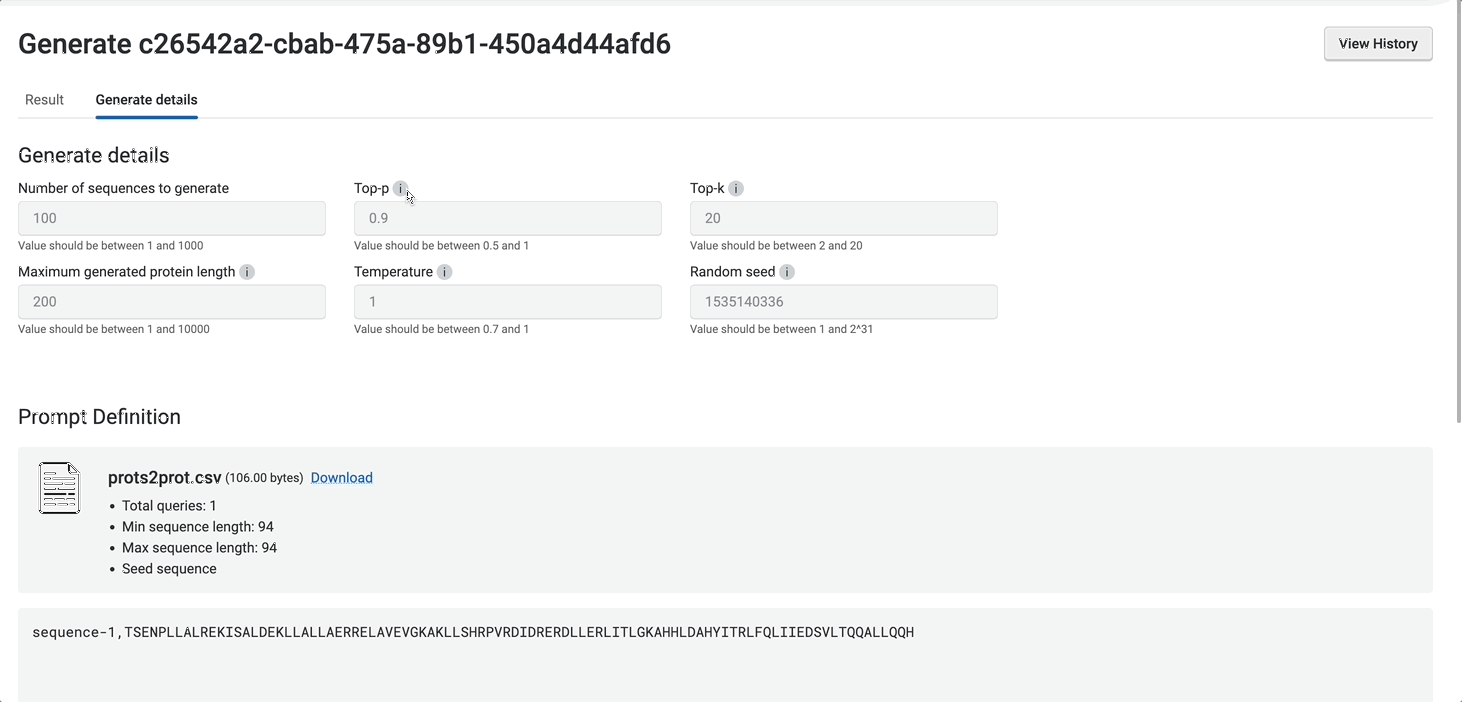 Generate c26542a2-cbab-475a-89b1-450a4d44afd6
View History
Result Generate details
Generate details
Number of sequences to generate Top-p i Top-k i
100 0.9 20
Value should be between 1 and 1000 Value should be between 0.5 and 1 Value should be between 2 and 20
Maximum generated protein length i Temperature i Random seed i
200 1 1535140336
Value should be between 1 and 10000 Value should be between 0.7 and 1 Value should be between 1 and 2^31
Prompt Definition
prots2prot.csv (106.00 bytes) Download
• Total queries: 1
• Min sequence length: 94
• Max sequence length: 94
• Seed sequence
sequence-1,TSENPLLALREKISALDEKLLALLAERRELAVEVGKAKLLSHRPVRDIDRERDLLERLITLGKAHHLDAHYITRLFQLIIEDSVLTQQALLQQH